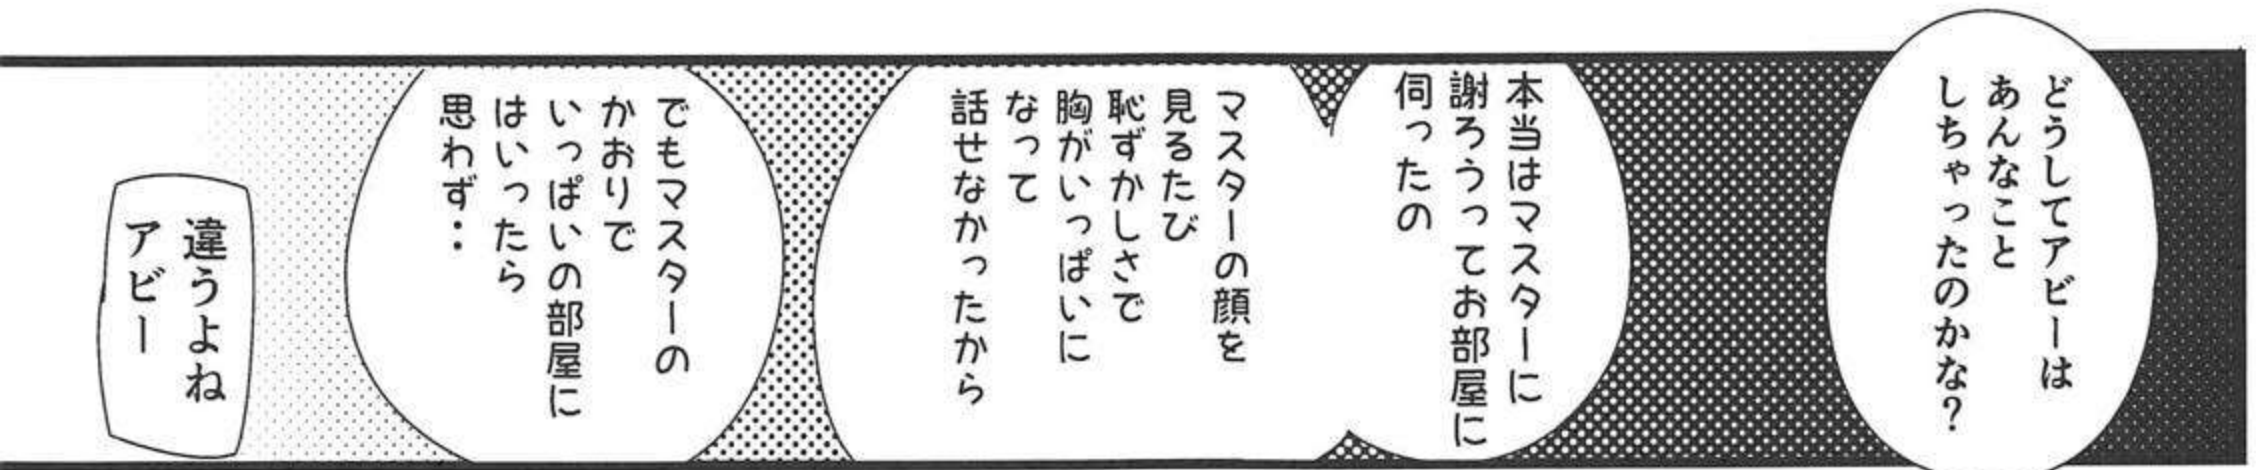 どうしてアビーは
あんなこと
しちゃったのかな?
本当はマスターに
謝ろうってお部屋に
伺ったの
マスターの顔を
見るたび
恥ずかしさで
胸がいっぱいに
なって
話せなかったから
でもマスターの
かおりで
いっぱいの部屋に
はいったら
思わず‥
違うよね
アビー